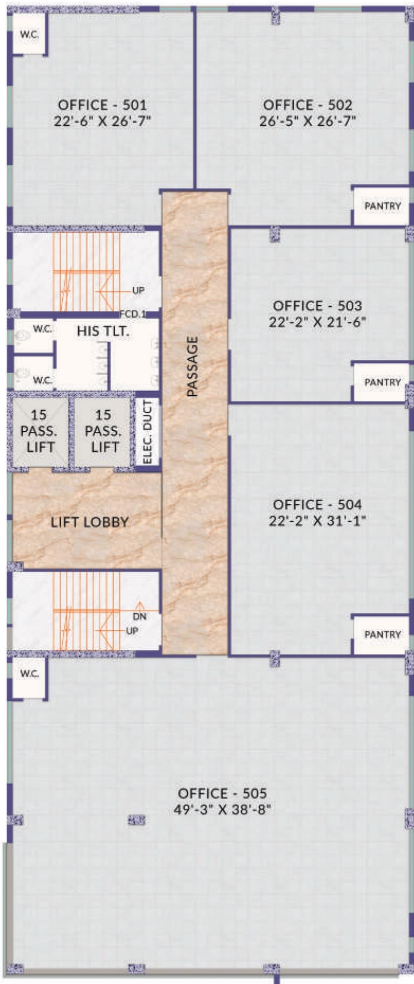 W.C.
OFFICE - 501
22'-6" X 26'-7"
OFFICE - 502
26'-5" X 26'-7"
PANTRY
UP
FCD.1
W.C.
HIS TLT.
W.C.
OFFICE - 503
22'-2" X 21'-6"
PANTRY
PASSAGE
15
PASS.
LIFT
15
PASS.
LIFT
ELEC. DUCT
LIFT LOBBY
OFFICE - 504
22'-2" X 31'-1"
DN
UP
PANTRY
W.C.
OFFICE - 505
49'-3" X 38'-8"